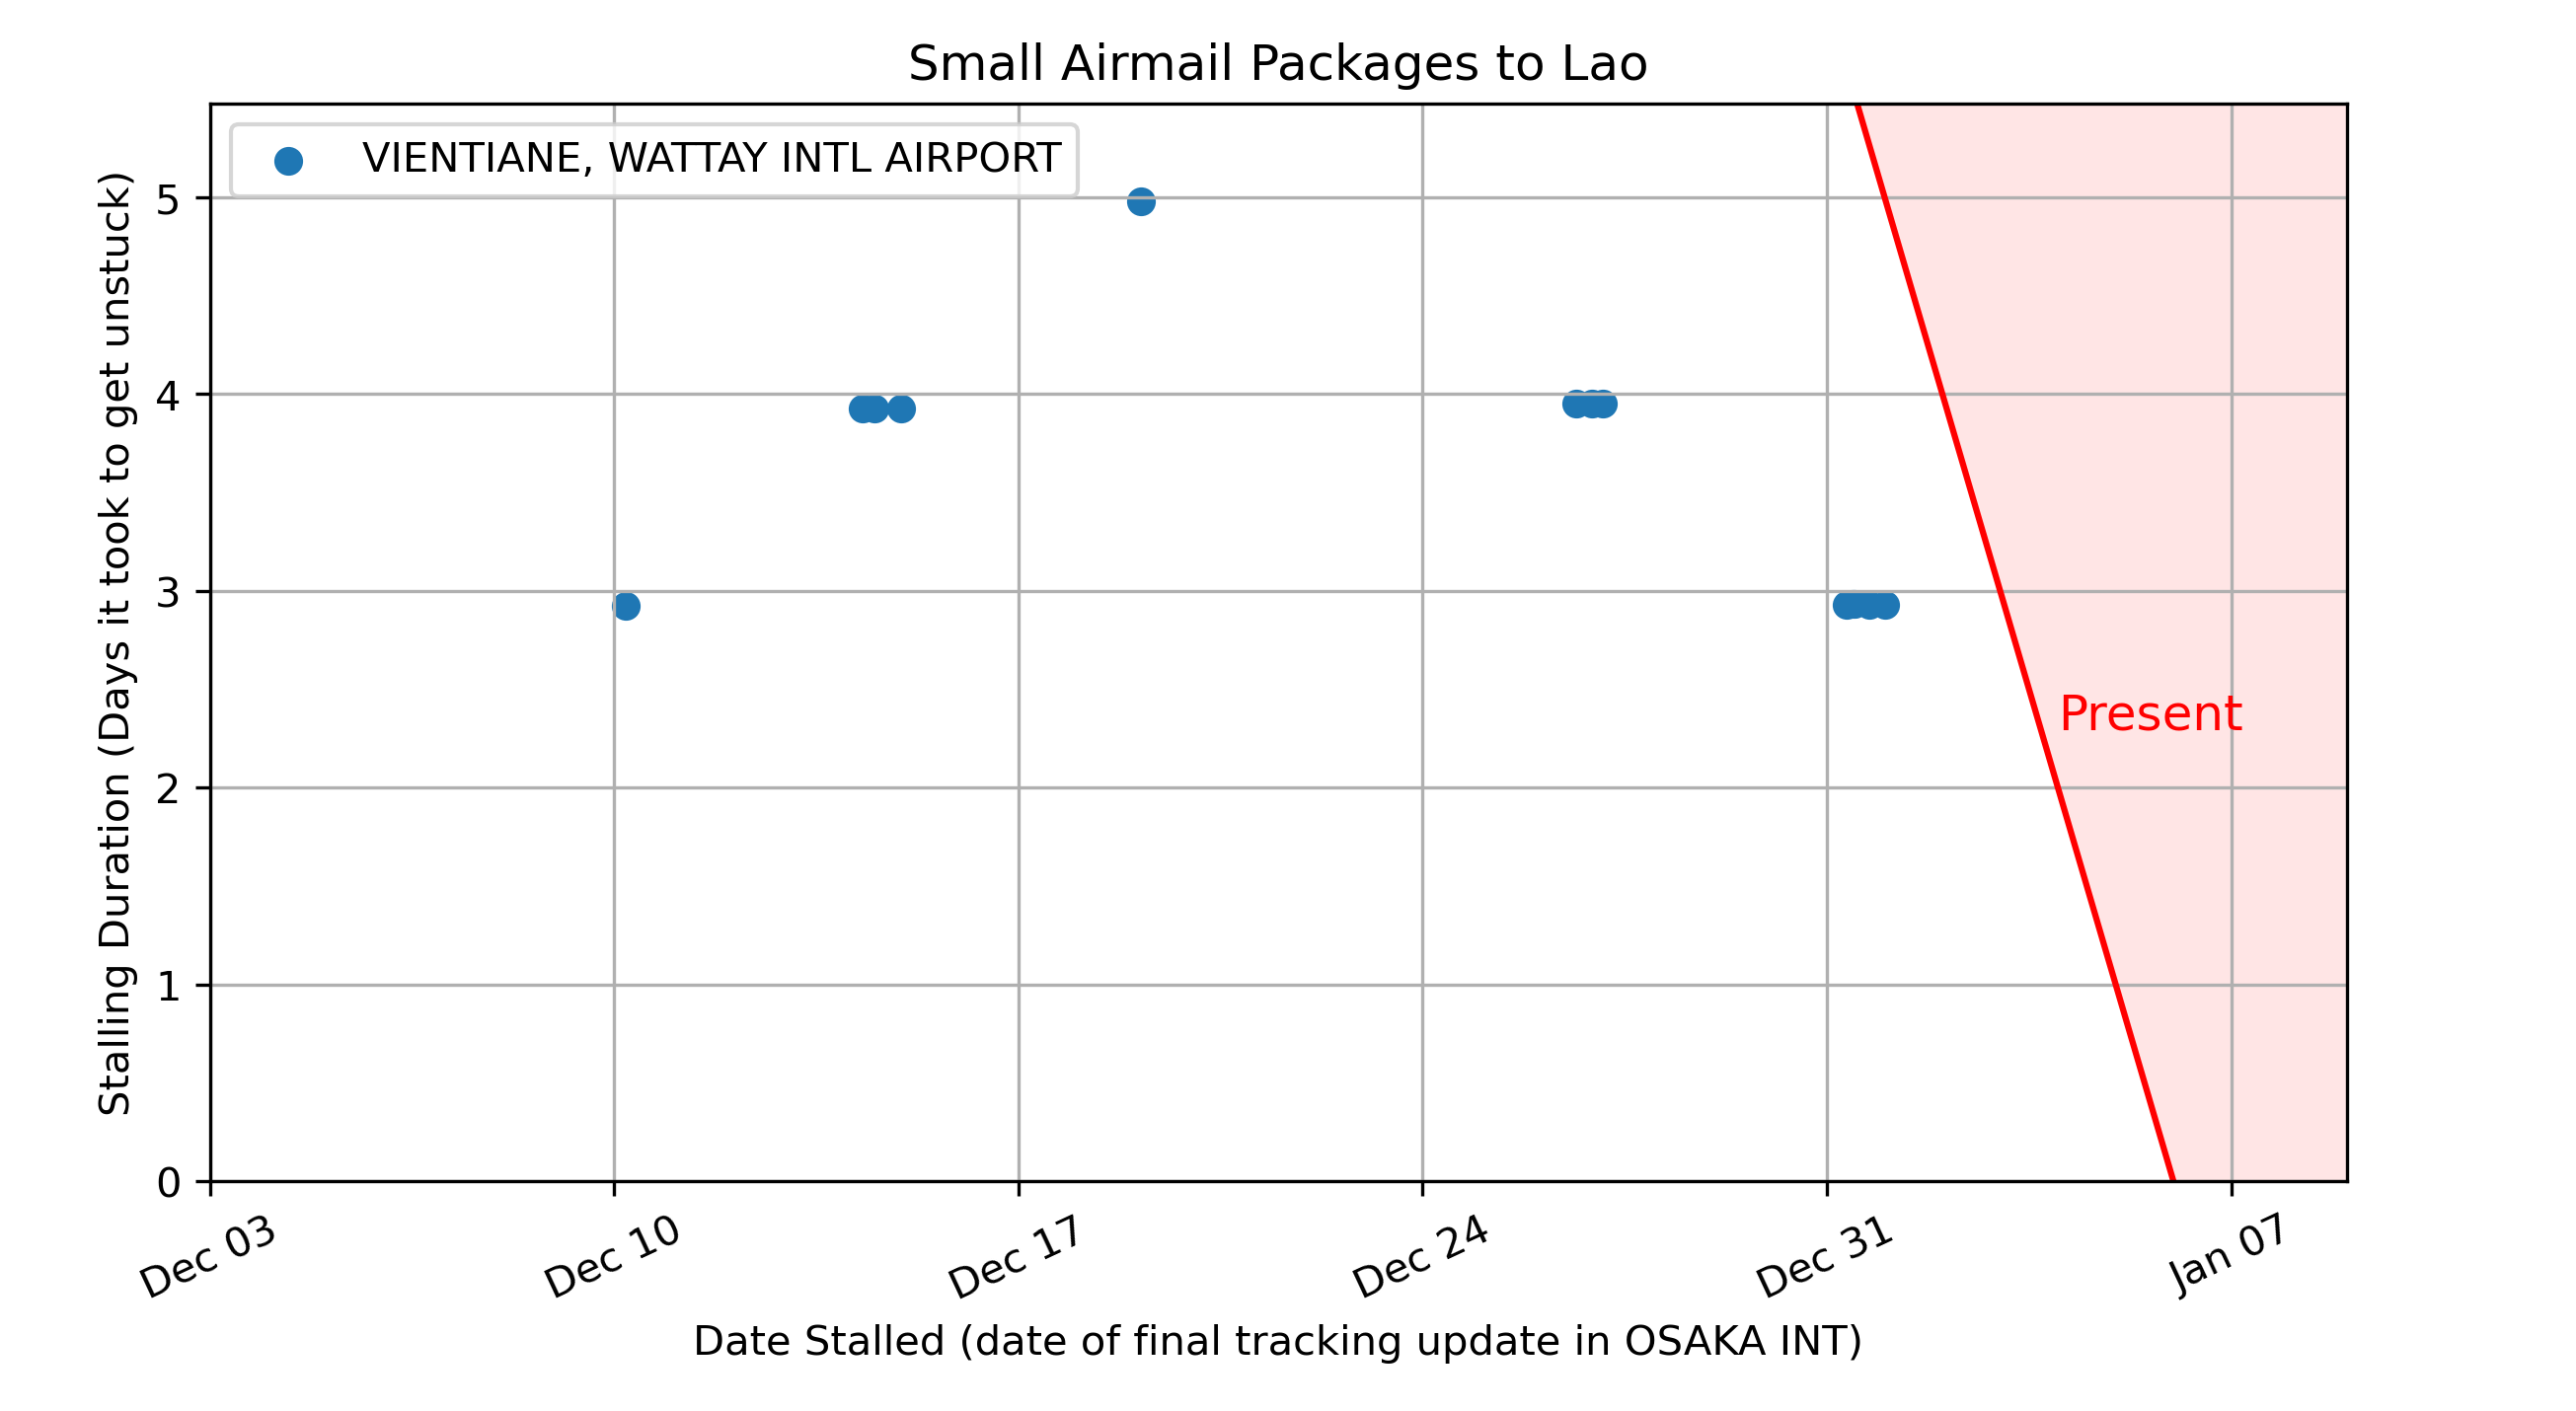 Small Airmail Packages to Lao
VIENTIANE, WATTAY INTL AIRPORT
Stalling Duration (Days it took to get unstuck)
5
4
3
2
1
0
Present
Dec 03
Dec 10
Dec 17
Dec 24
Dec 31
Jan 07
Date Stalled (date of final tracking update in OSAKA INT)